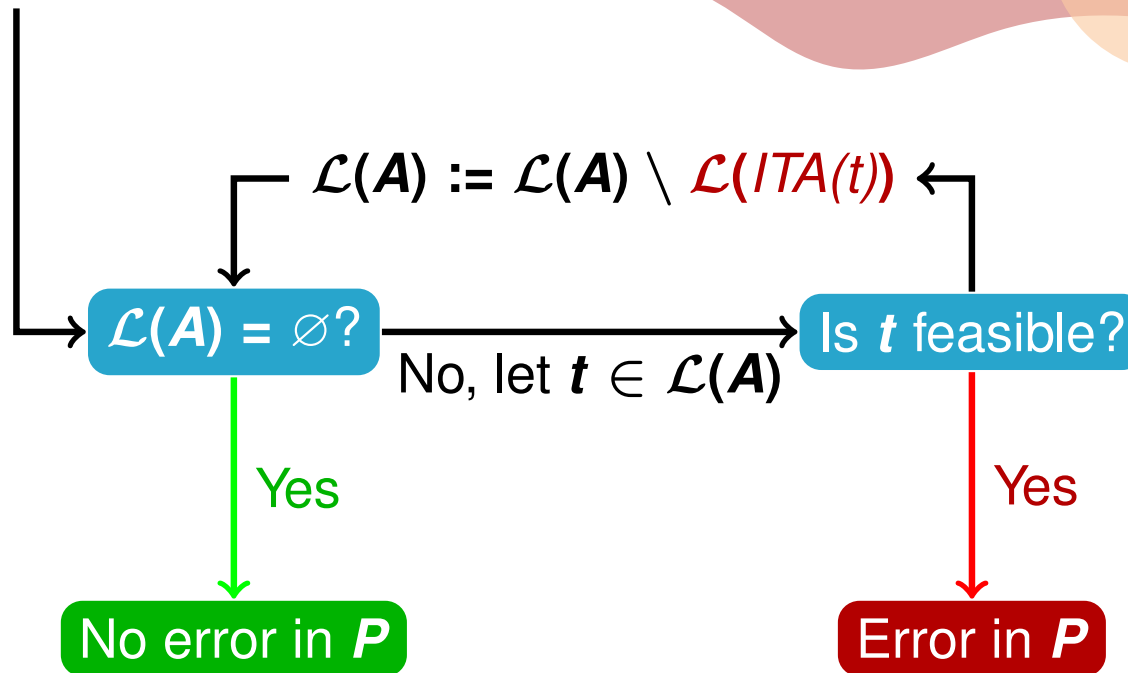 ℒ(A) := ℒ(A) \ ℒ(ITA(t))
ℒ(A) = ∅?
Is t feasible?
No, let t ∈ ℒ(A)
Yes
Yes
No error in P
Error in P